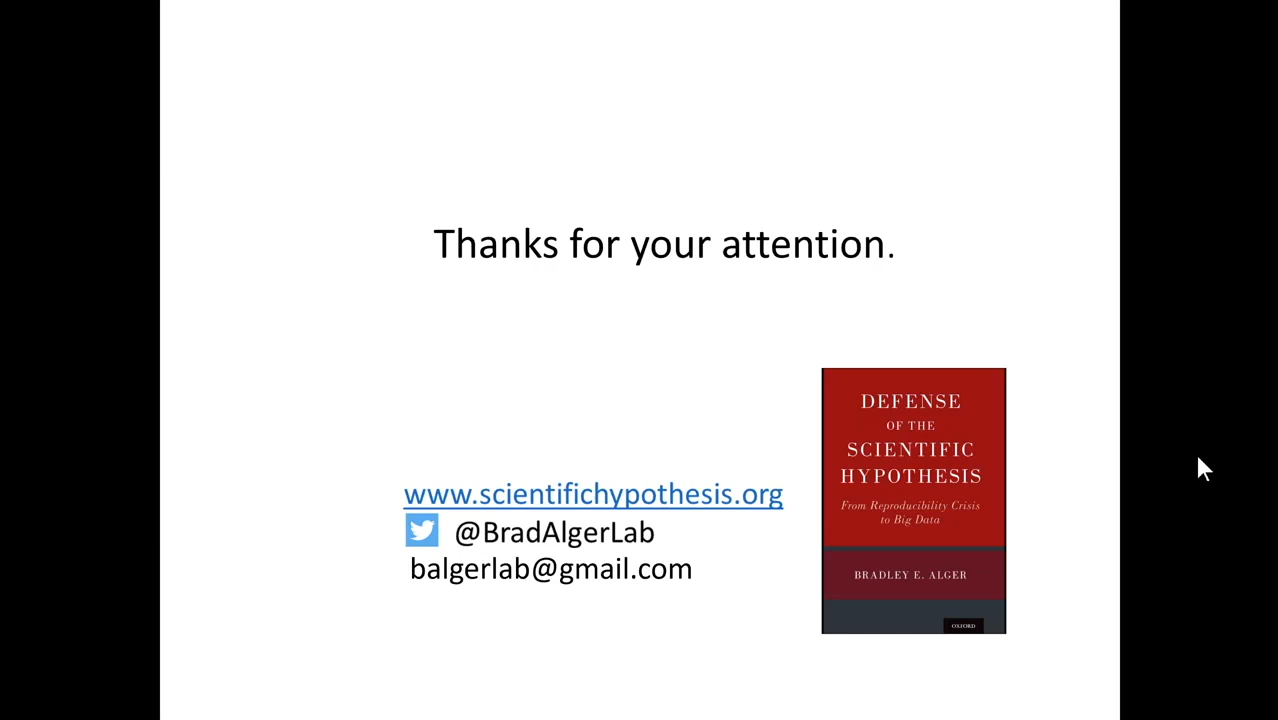 Thanks for your attention.
www.scientifichypothesis.org
@BradAlgerLab
balgerlab@gmail.com
DEFENSE
OF THE
SCIENTIFIC
HYPOTHESIS
From Reproducibility Crisis
to Big Data
BRADLEY E. ALGER
OXFORD